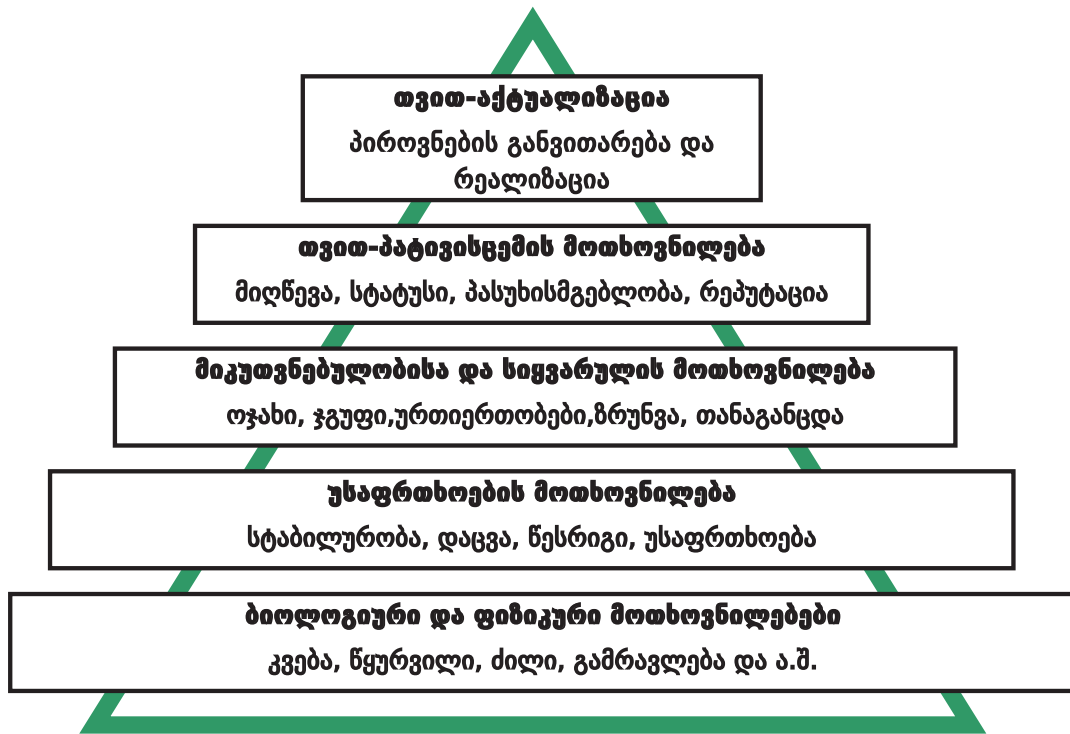 თვით-აქტუალიზაცია
პიროვნების განვითარება და
რეალიზაცია
თვით-პატივისცემის მოთხოვნილება
მიღწევა, სტატუსი, პასუხისმგებლობა, რეპუტაცია
მიკუთვნებულობისა და სიყვარულის მოთხოვნილება
ოჯახი, ჯგუფი,ურთიერთობები,ზრუნვა, თანაგანცდა
უსაფრთხოების მოთხოვნილება
სტაბილურობა, დაცვა, წესრიგი, უსაფრთხოება
ბიოლოგიური და ფიზიკური მოთხოვნილებები
კვება, წყურვილი, ძილი, გამრავლება და ა.შ.